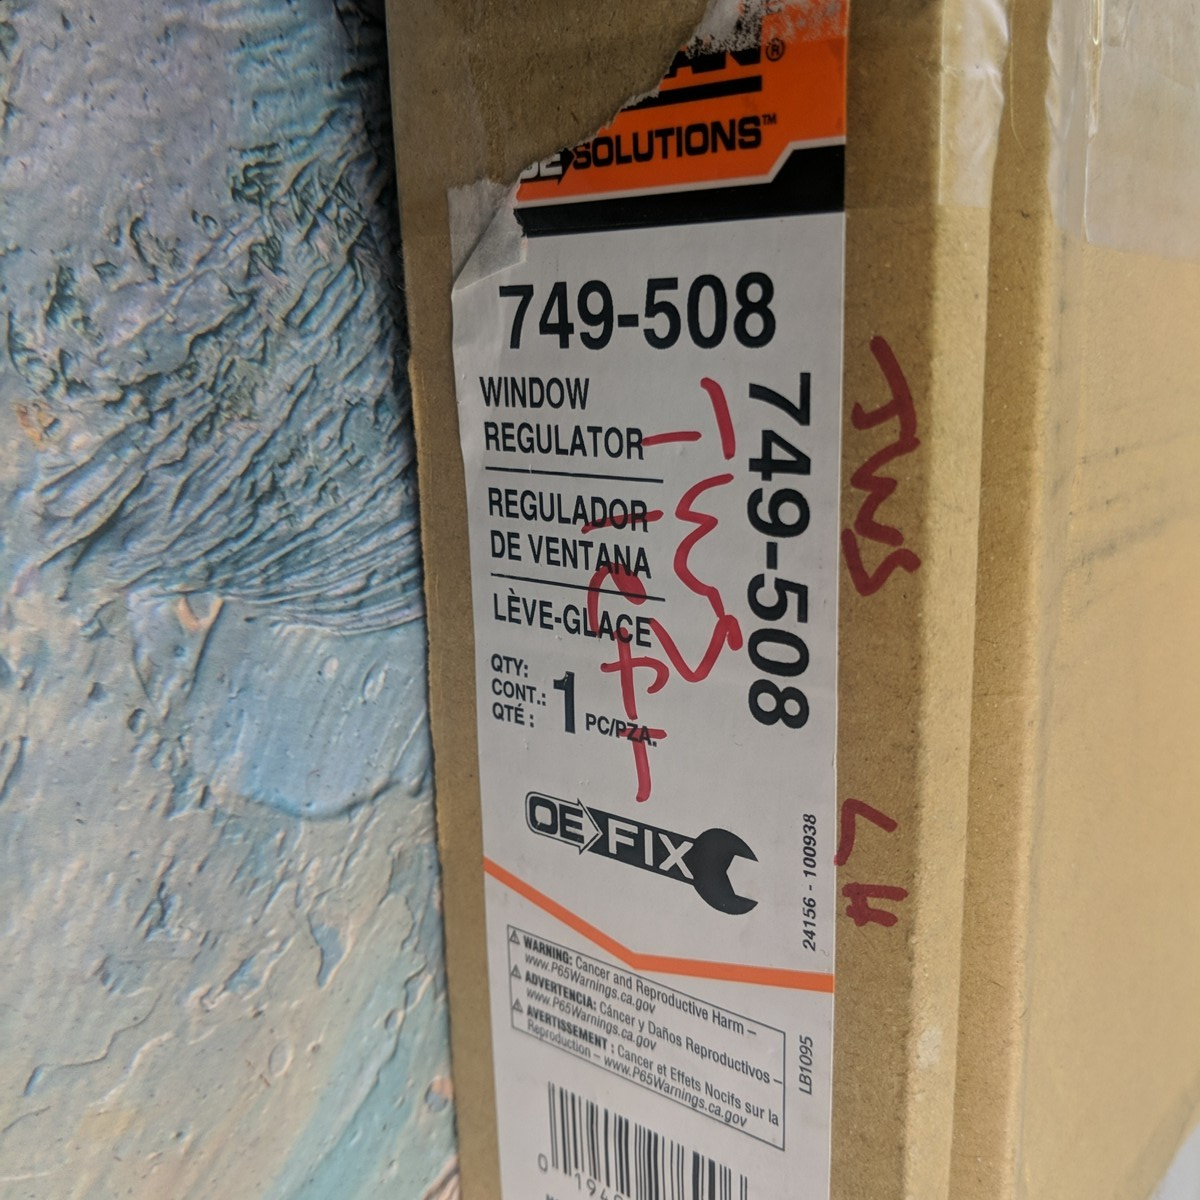 SOLUTIONS™
749-508
WINDOW
REGULATOR
REGULADOR
DE VENTANA
LÈVE-GLACE
QTY:
CONT.: 1 PC/PZA.
QTÉ :
749-508
OE FIX
24156 - 100938
⚠ WARNING: Cancer and Reproductive Harm –
www.P65Warnings.ca.gov
⚠ ADVERTENCIA: Cáncer y Daños Reproductivos –
www.P65Warnings.ca.gov
⚠ AVERTISSEMENT : Cancer et Effets Nocifs sur la
Reproduction – www.P65Warnings.ca.gov
LB1095